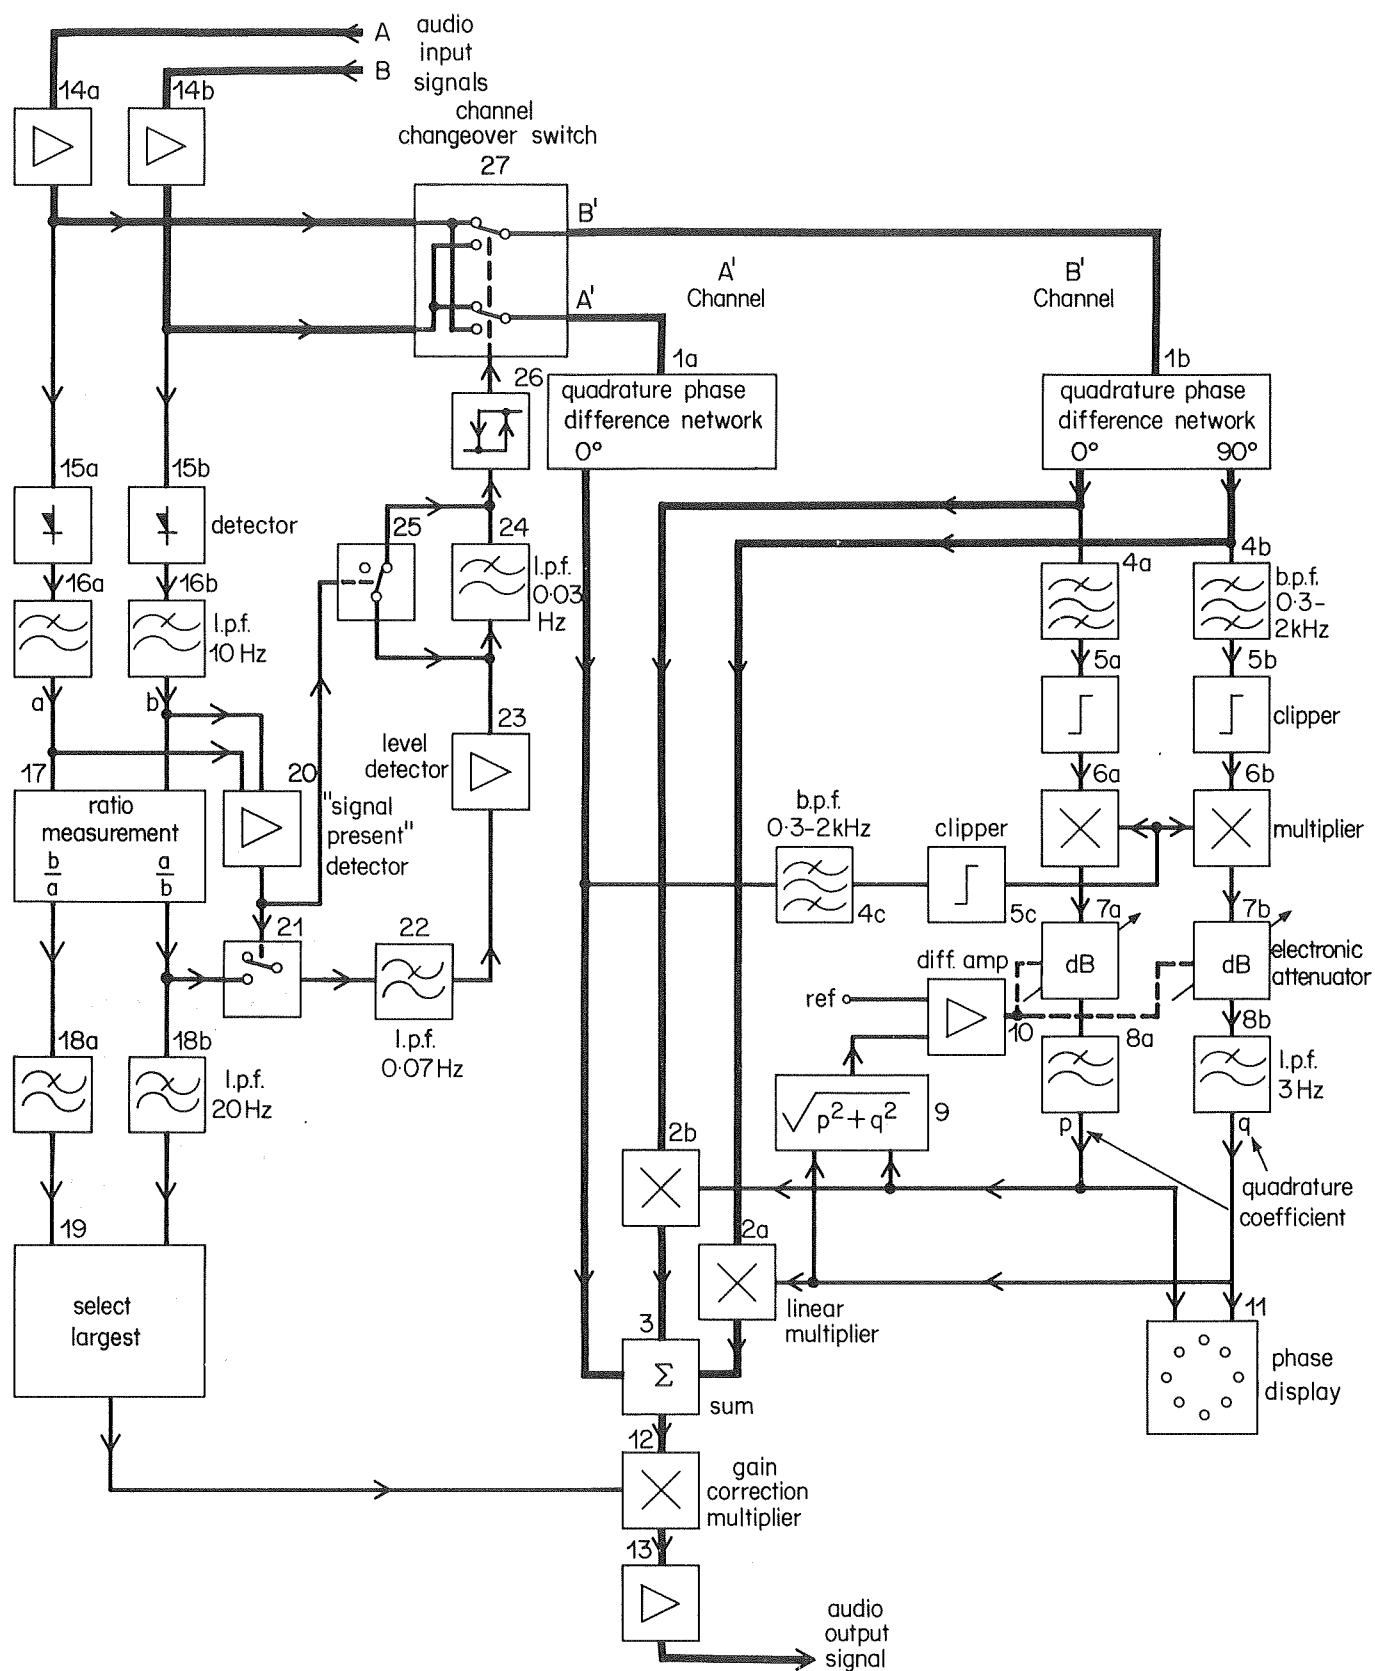 A
audio
input
signals
B
14a
14b
channel
changeover switch
27
B'
A'
A'
Channel
B'
Channel
1a
quadrature phase
difference network
0°
1b
quadrature phase
difference network
0°
90°
26
15a
15b
detector
25
24
l.p.f.
0·03
Hz
16a
16b
l.p.f.
10 Hz
4a
4b
b.p.f.
0·3–
2kHz
5a
5b
clipper
a
b
23
level
detector
17
ratio
measurement
b
a
a
b
20
"signal
present"
detector
6a
6b
multiplier
b.p.f.
0·3–2kHz
4c
clipper
5c
7a
7b
dB
dB
electronic
attenuator
21
22
l.p.f.
0·07Hz
diff. amp
ref
10
8a
8b
l.p.f.
3 Hz
18a
18b
l.p.f.
20Hz
√p²+q²
9
p
q
quadrature
coefficient
2b
2a
linear
multiplier
19
select
largest
3
Σ
sum
11
phase
display
12
gain
correction
multiplier
13
audio
output
signal